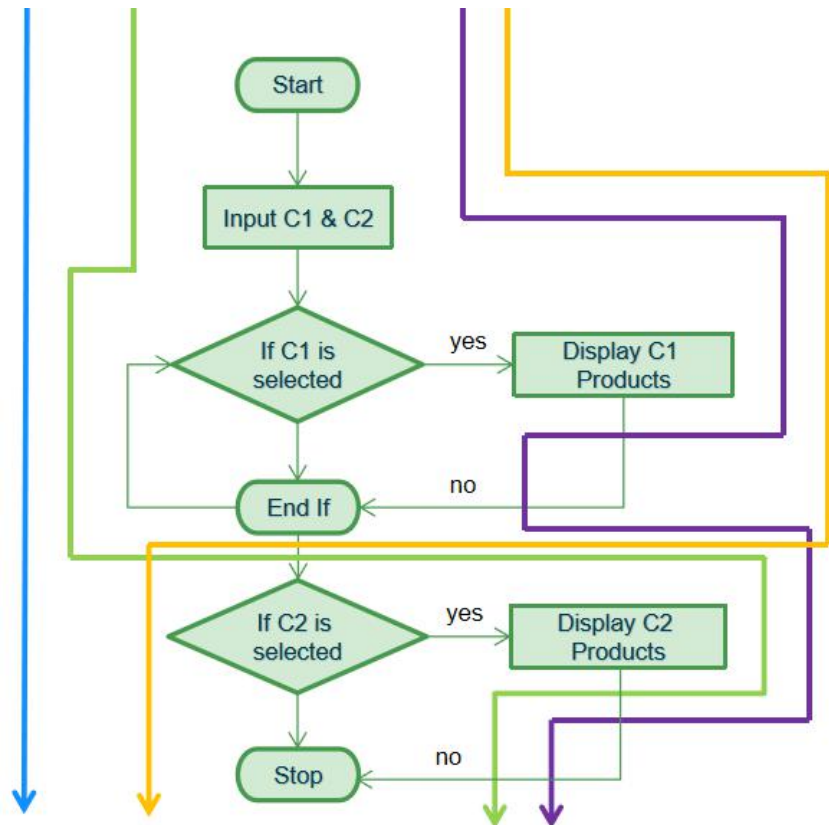 Start
Input C1 & C2
If C1 is
selected
yes
Display C1
Products
no
End If
If C2 is
selected
yes
Display C2
Products
no
Stop